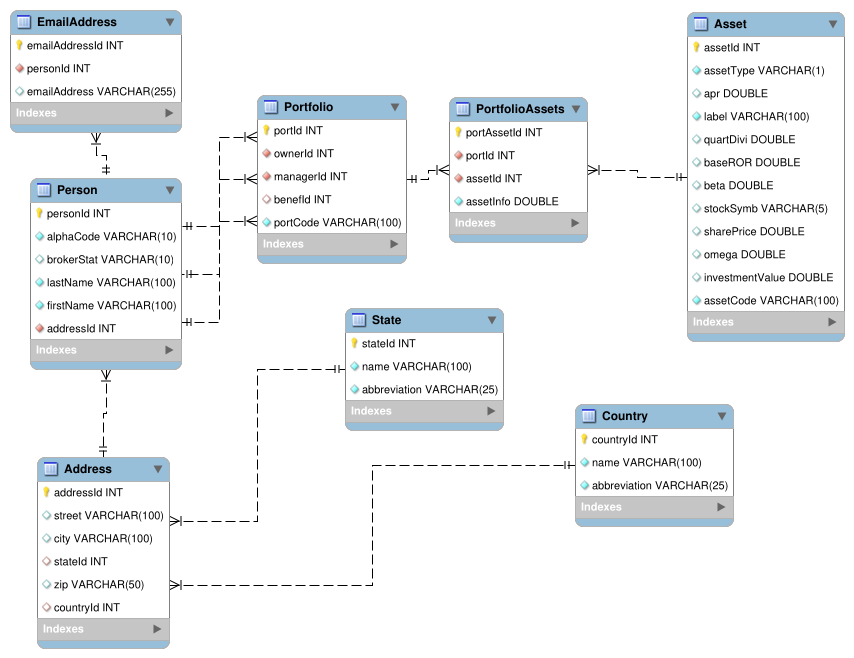 EmailAddress
emailAddressId INT
personId INT
emailAddress VARCHAR(255)
Indexes
Person
personId INT
alphaCode VARCHAR(10)
brokerStat VARCHAR(10)
lastName VARCHAR(100)
firstName VARCHAR(100)
addressId INT
Indexes
Portfolio
portId INT
ownerId INT
managerId INT
benefId INT
portCode VARCHAR(100)
Indexes
PortfolioAssets
portAssetId INT
portId INT
assetId INT
assetInfo DOUBLE
Indexes
Asset
assetId INT
assetType VARCHAR(1)
apr DOUBLE
label VARCHAR(100)
quartDivi DOUBLE
baseROR DOUBLE
beta DOUBLE
stockSymb VARCHAR(5)
sharePrice DOUBLE
omega DOUBLE
investmentValue DOUBLE
assetCode VARCHAR(100)
Indexes
State
stateId INT
name VARCHAR(100)
abbreviation VARCHAR(25)
Indexes
Country
countryId INT
name VARCHAR(100)
abbreviation VARCHAR(25)
Indexes
Address
addressId INT
street VARCHAR(100)
city VARCHAR(100)
stateId INT
zip VARCHAR(50)
countryId INT
Indexes